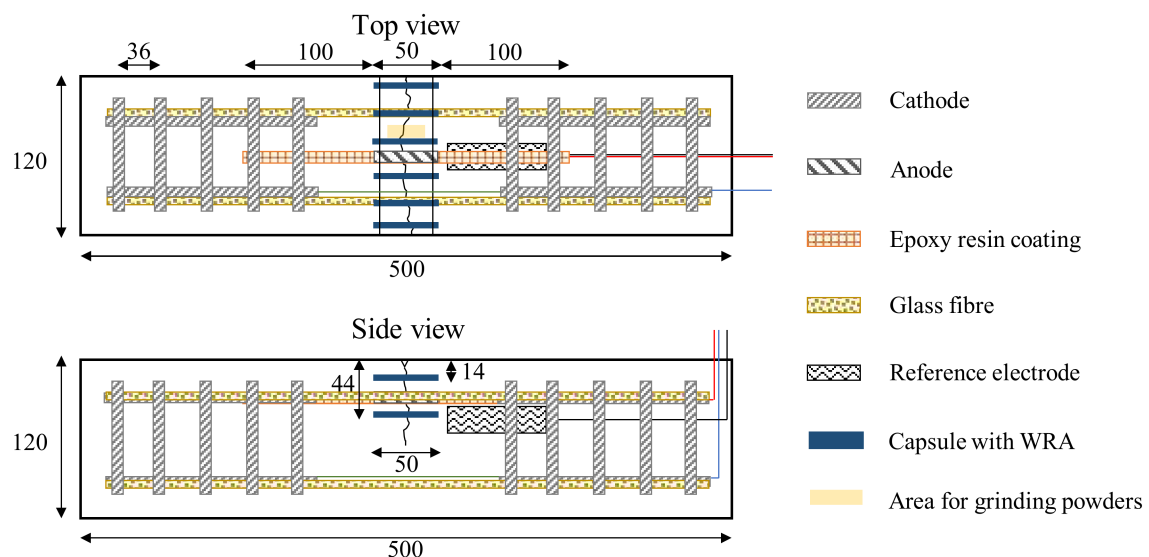 Top view
36
100
50
100
120
500
Side view
44
14
120
50
500
Cathode
Anode
Epoxy resin coating
Glass fibre
Reference electrode
Capsule with WRA
Area for grinding powders